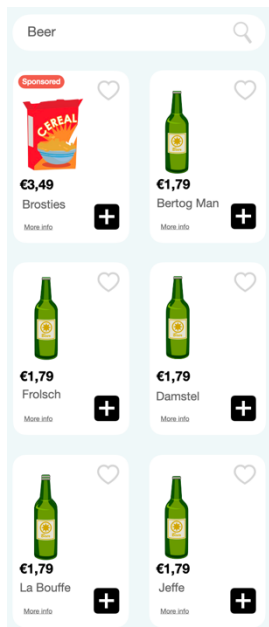 Beer
Sponsored
CEREAL
€3,49
Brosties
More info
€1,79
Bertog Man
More info
€1,79
Frolsch
More info
€1,79
Damstel
More info
€1,79
La Bouffe
More info
€1,79
Jeffe
More info